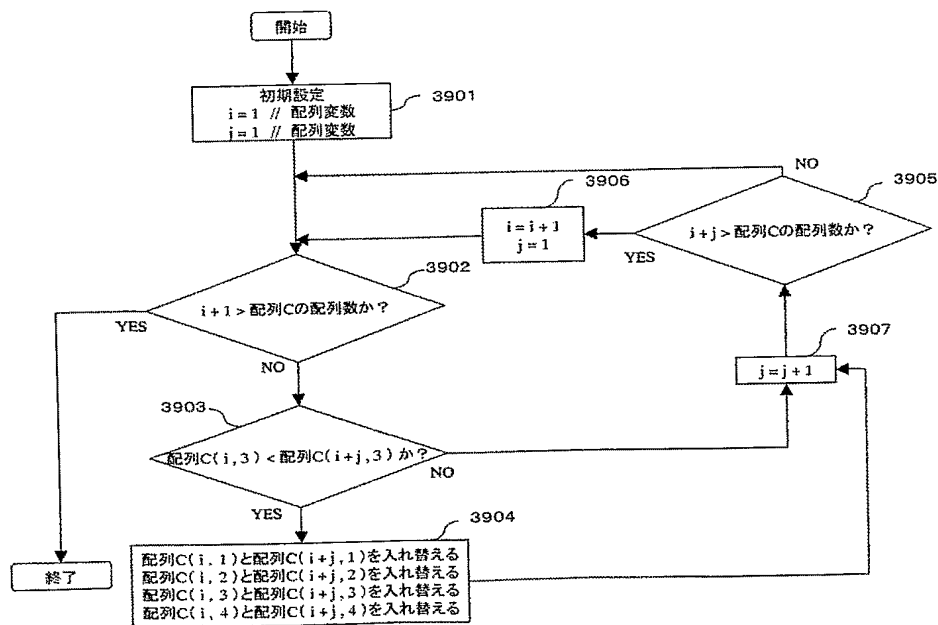 開始
初期設定
i=1 // 配列変数
j=1 // 配列変数
3901
NO
3905
3906
i=i+1
j=1
i+j>配列Cの配列数か?
YES
3902
i+1>配列Cの配列数か?
YES
NO
3907
j=j+1
3903
配列C(i,3)<配列C(i+j,3)か?
NO
YES
3904
配列C(i,1)と配列C(i+j,1)を入れ替える
配列C(i,2)と配列C(i+j,2)を入れ替える
配列C(i,3)と配列C(i+j,3)を入れ替える
配列C(i,4)と配列C(i+j,4)を入れ替える
終了